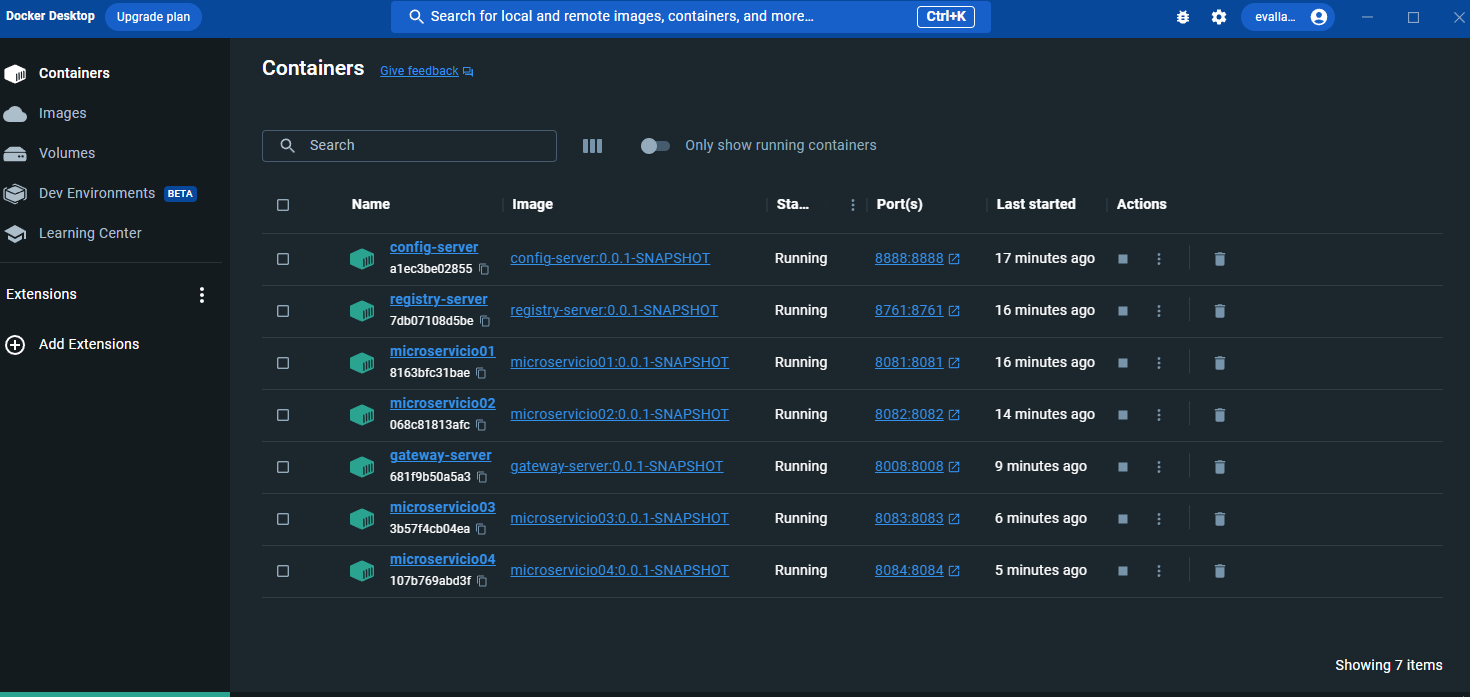 Docker Desktop Upgrade plan Search for local and remote images, containers, and more... Ctrl+K evalla...
Containers
Images
Volumes
Dev Environments BETA
Learning Center
Extensions
Add Extensions
Containers Give feedback
Search Only show running containers
Name Image Sta... Port(s) Last started Actions
config-server
a1ec3be02855
config-server:0.0.1-SNAPSHOT Running 8888:8888 17 minutes ago
registry-server
7db07108d5be
registry-server:0.0.1-SNAPSHOT Running 8761:8761 16 minutes ago
microservicio01
8163bfc31bae
microservicio01:0.0.1-SNAPSHOT Running 8081:8081 16 minutes ago
microservicio02
068c81813afc
microservicio02:0.0.1-SNAPSHOT Running 8082:8082 14 minutes ago
gateway-server
681f9b50a5a3
gateway-server:0.0.1-SNAPSHOT Running 8008:8008 9 minutes ago
microservicio03
3b57f4cb04ea
microservicio03:0.0.1-SNAPSHOT Running 8083:8083 6 minutes ago
microservicio04
107b769abd3f
microservicio04:0.0.1-SNAPSHOT Running 8084:8084 5 minutes ago
Showing 7 items